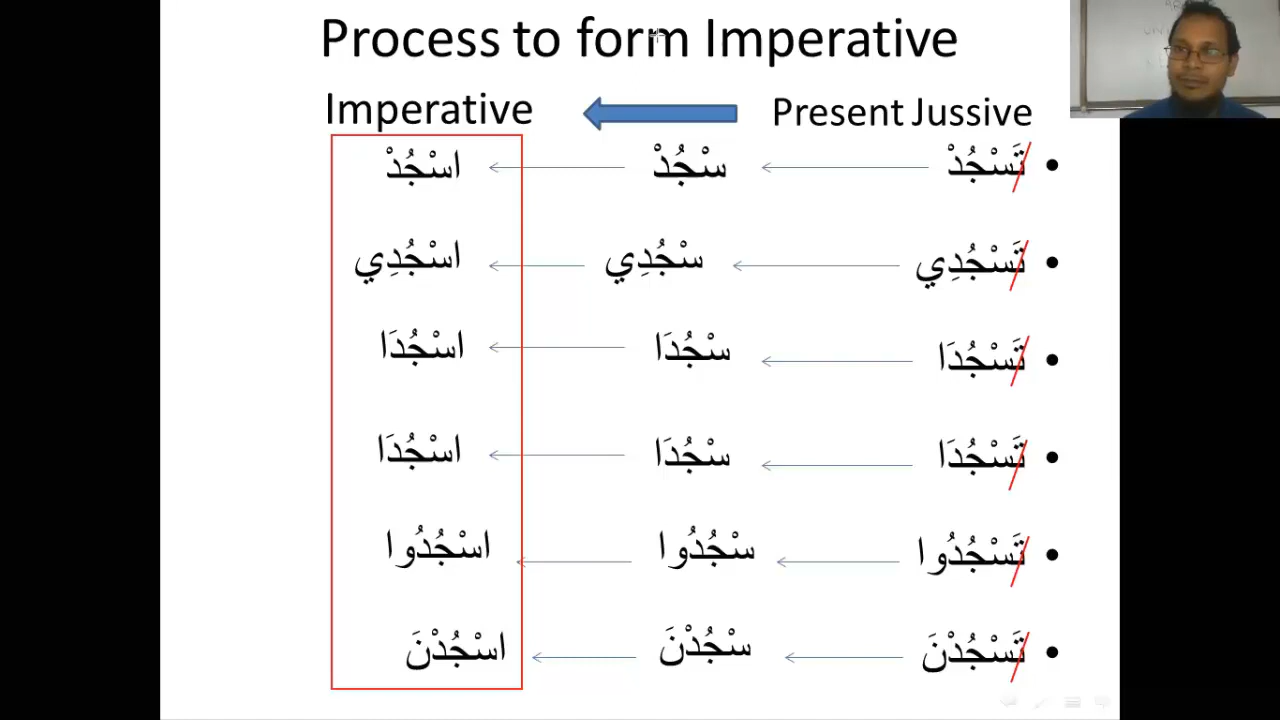 Process to form Imperative
Imperative Present Jussive
• تَسْجُدْ سْجُدْ اسْجُدْ
• تَسْجُدِي سْجُدِي اسْجُدِي
• تَسْجُدَا سْجُدَا اسْجُدَا
• تَسْجُدَا سْجُدَا اسْجُدَا
• تَسْجُدُوا سْجُدُوا اسْجُدُوا
• تَسْجُدْنَ سْجُدْنَ اسْجُدْنَ